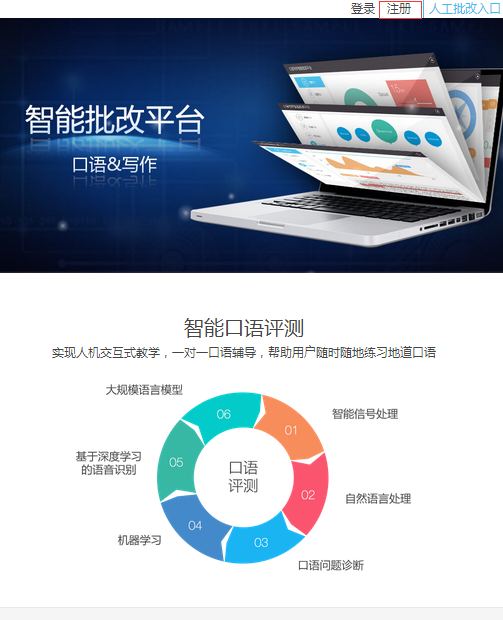 登录 注册 人工批改入口
智能批改平台
口语&写作
智能口语评测
实现人机交互式教学，一对一口语辅导，帮助用户随时随地练习地道口语
大规模语言模型
06
01
智能信号处理
基于深度学习
的语音识别
05
口语
评测
02
自然语言处理
04
机器学习
03
口语问题诊断